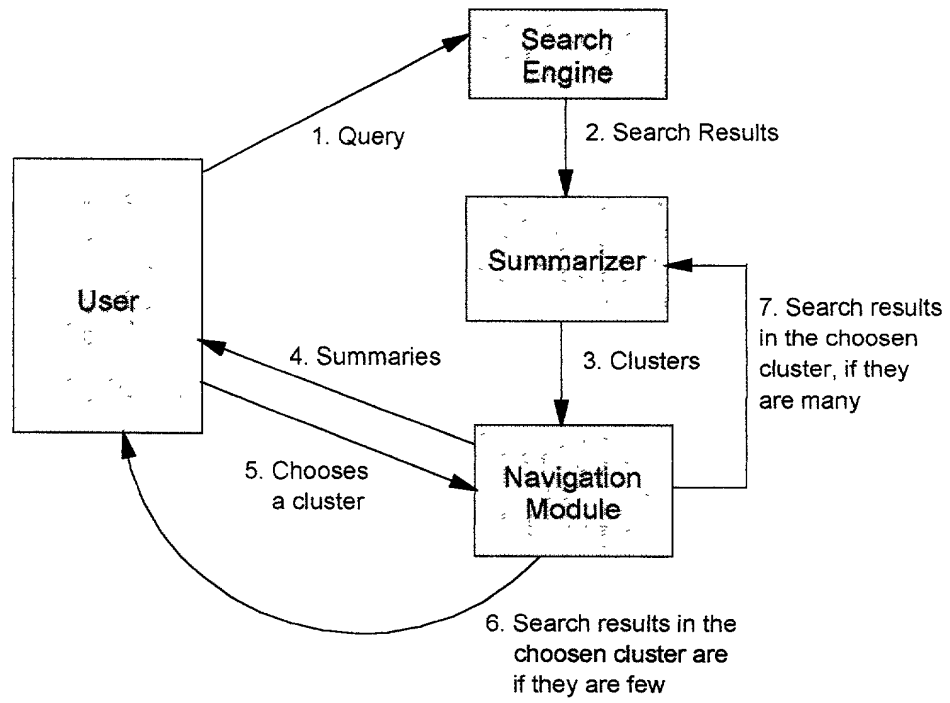 Search
Engine
1. Query
2. Search Results
Summarizer
User
7. Search results
in the choosen
cluster, if they
are many
4. Summaries
3. Clusters
5. Chooses
a cluster
Navigation
Module
6. Search results in the
choosen cluster are
if they are few